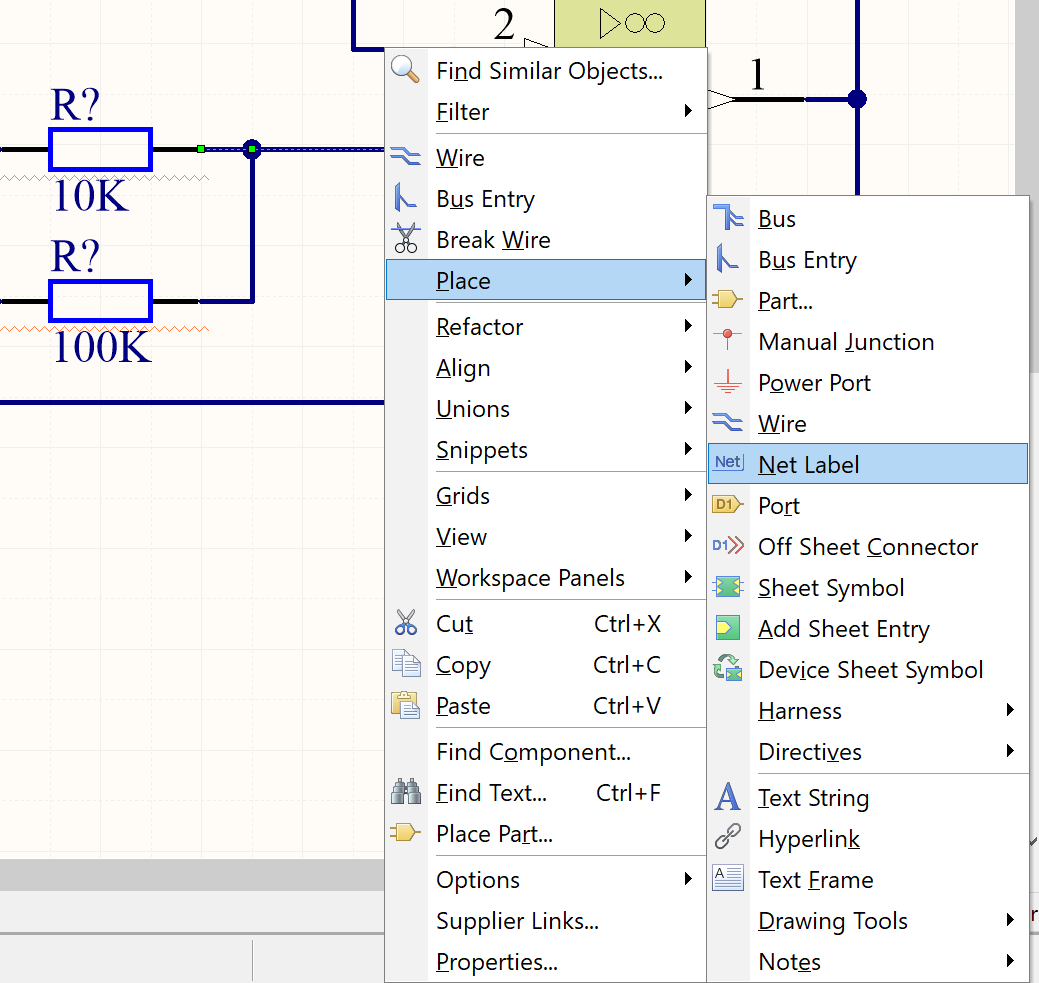 2
1
R?
10K
R?
100K
Find Similar Objects...
Filter
Wire
Bus Entry
Break Wire
Place
Refactor
Align
Unions
Snippets
Grids
View
Workspace Panels
Cut Ctrl+X
Copy Ctrl+C
Paste Ctrl+V
Find Component...
Find Text... Ctrl+F
Place Part...
Options
Supplier Links...
Properties...
Bus
Bus Entry
Part...
Manual Junction
Power Port
Wire
Net Net Label
D1 Port
D1 Off Sheet Connector
Sheet Symbol
Add Sheet Entry
Device Sheet Symbol
Harness
Directives
A Text String
Hyperlink
A Text Frame
Drawing Tools
Notes
r